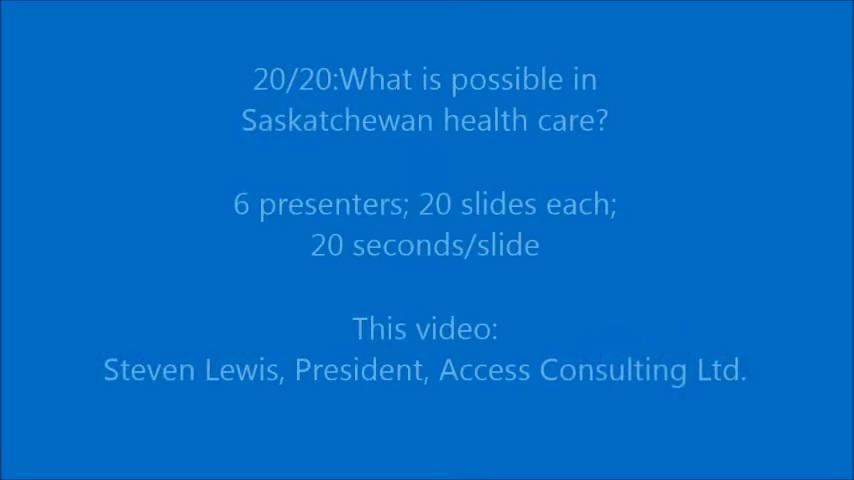 20/20:What is possible in
Saskatchewan health care?
6 presenters; 20 slides each;
20 seconds/slide
This video:
Steven Lewis, President, Access Consulting Ltd.